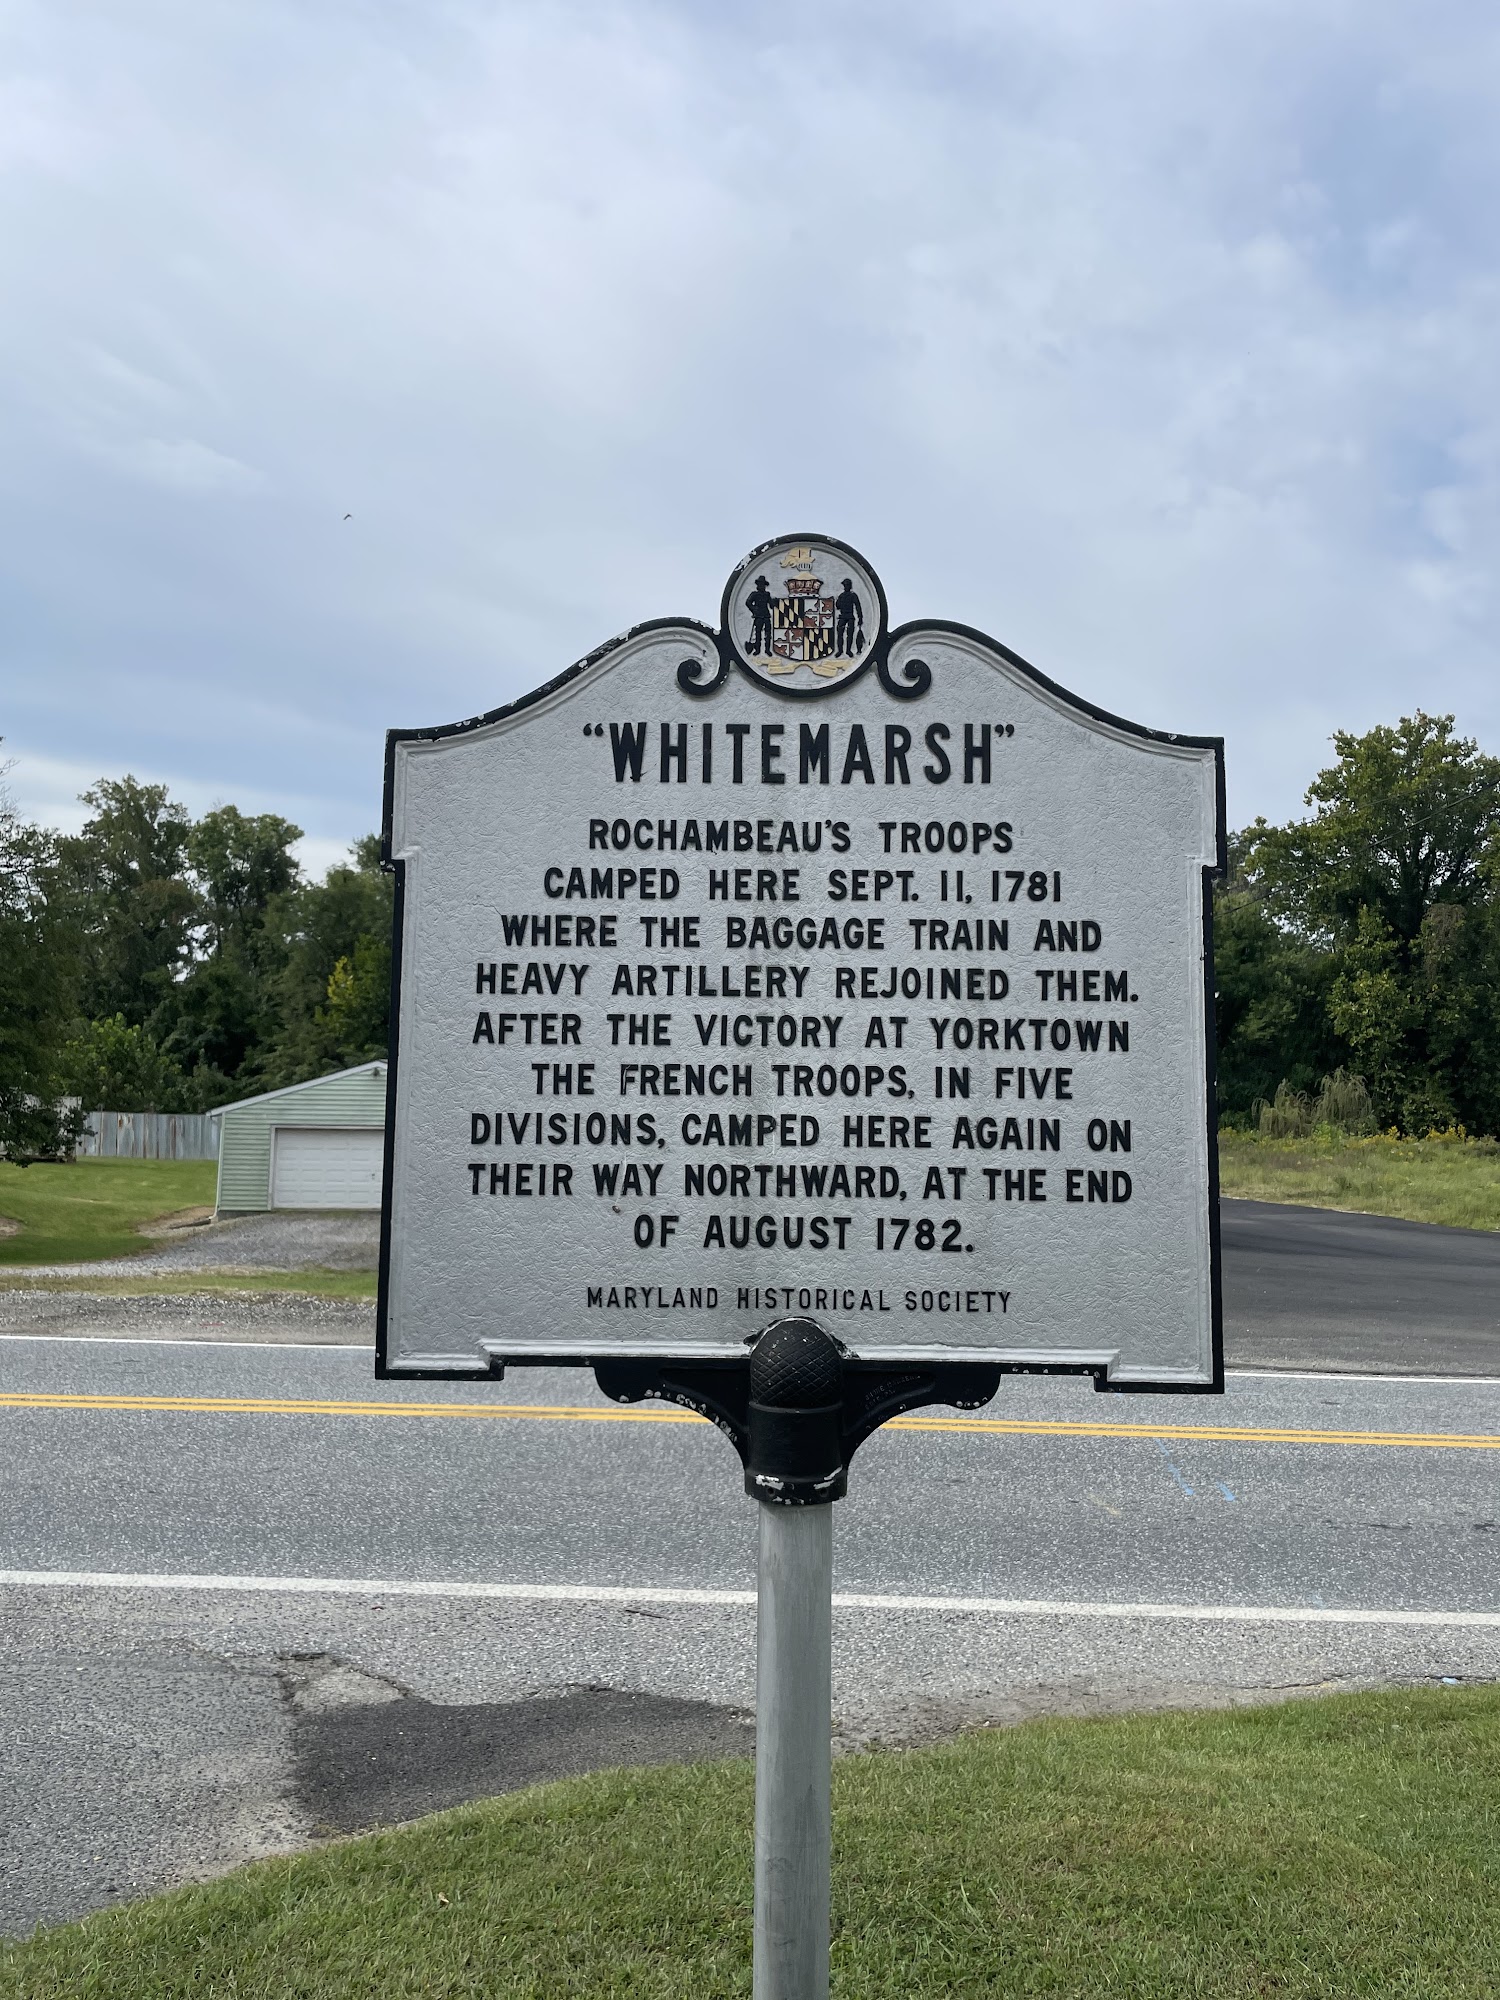 “WHITEMARSH”
ROCHAMBEAU'S TROOPS
CAMPED HERE SEPT. 11, 1781
WHERE THE BAGGAGE TRAIN AND
HEAVY ARTILLERY REJOINED THEM.
AFTER THE VICTORY AT YORKTOWN
THE FRENCH TROOPS, IN FIVE
DIVISIONS, CAMPED HERE AGAIN ON
THEIR WAY NORTHWARD, AT THE END
OF AUGUST 1782.
MARYLAND HISTORICAL SOCIETY